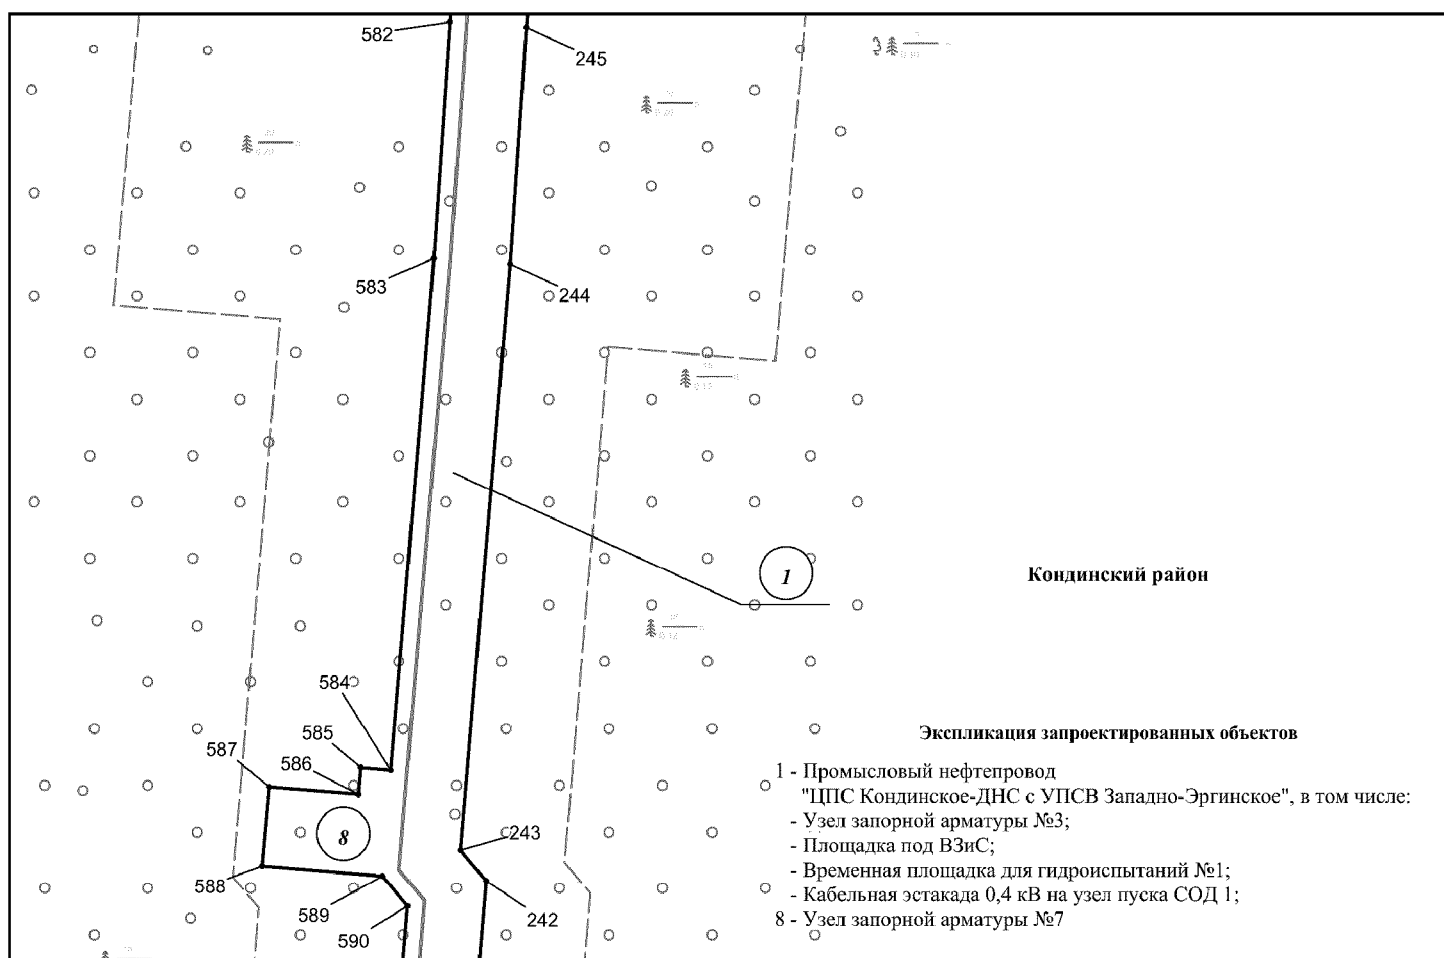 582
245
583
244
1
Кондинский район
584
585
587
586
8
243
588
589
590
242
Экспликация запроектированных объектов
1 - Промысловый нефтепровод
"ЦПС Кондинское-ДНС с УПСВ Западно-Эргинское", в том числе:
- Узел запорной арматуры №3;
- Площадка под ВЗиС;
- Временная площадка для гидроиспытаний №1;
- Кабельная эстакада 0,4 кВ на узел пуска СОД 1;
8 - Узел запорной арматуры №7